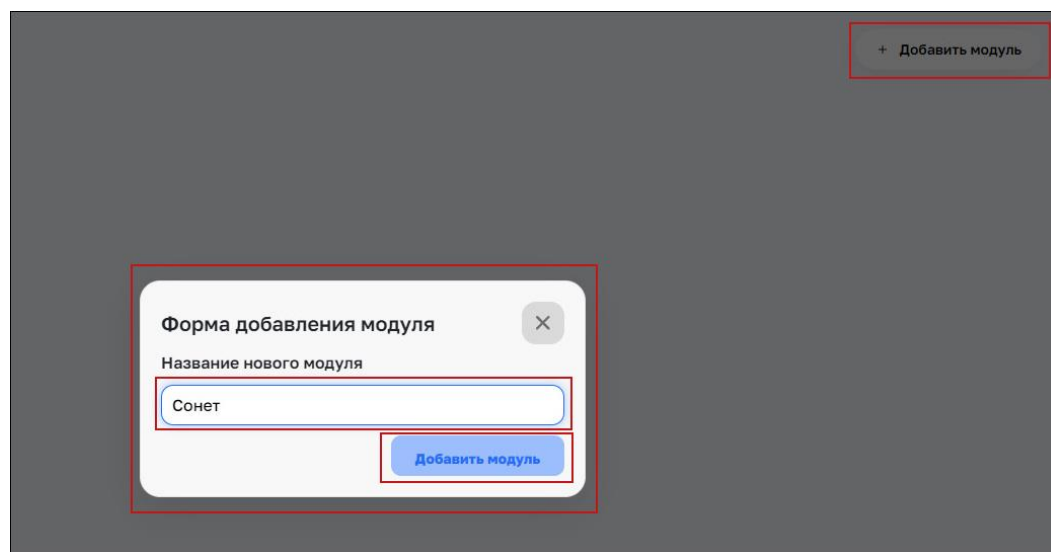 + Добавить модуль
Форма добавления модуля
Название нового модуля
Сонет
Добавить модуль